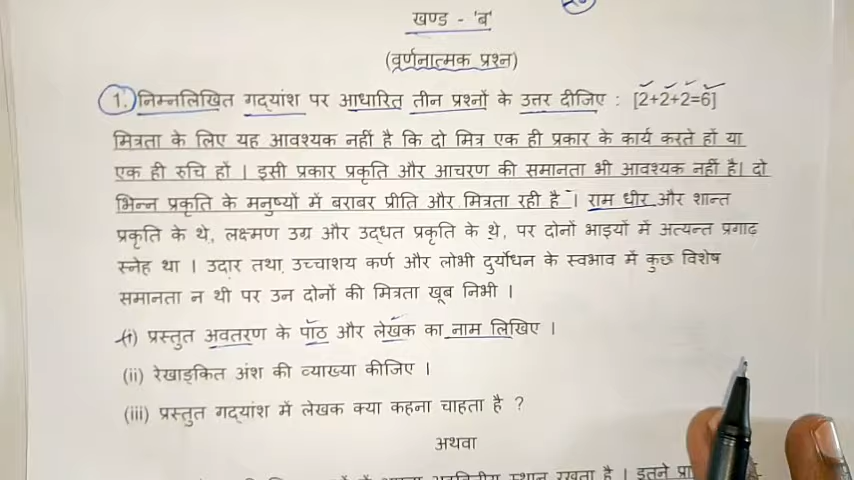 खण्ड - 'ब'
(वर्णनात्मक प्रश्न)
1. निम्नलिखित गद्यांश पर आधारित तीन प्रश्नों के उत्तर दीजिए : [2+2+2=6]
मित्रता के लिए यह आवश्यक नहीं है कि दो मित्र एक ही प्रकार के कार्य करते हों या
एक ही रुचि हो । इसी प्रकार प्रकृति और आचरण की समानता भी आवश्यक नहीं है। दो
भिन्न प्रकृति के मनुष्यों में बराबर प्रीति और मित्रता रही है । राम धीर और शान्त
प्रकृति के थे, लक्ष्मण उग्र और उद्धत प्रकृति के थे, पर दोनों भाइयों में अत्यन्त प्रगाढ़
स्नेह था । उदार तथा उच्चाशय कर्ण और लोभी दुर्योधन के स्वभाव में कुछ विशेष
समानता न थी पर उन दोनों की मित्रता खूब निभी ।
(i) प्रस्तुत अवतरण के पाठ और लेखक का नाम लिखिए ।
(ii) रेखाङ्कित अंश की व्याख्या कीजिए ।
(iii) प्रस्तुत गद्यांश में लेखक क्या कहना चाहता है ?
अथवा
स्थान रखता है । इतने